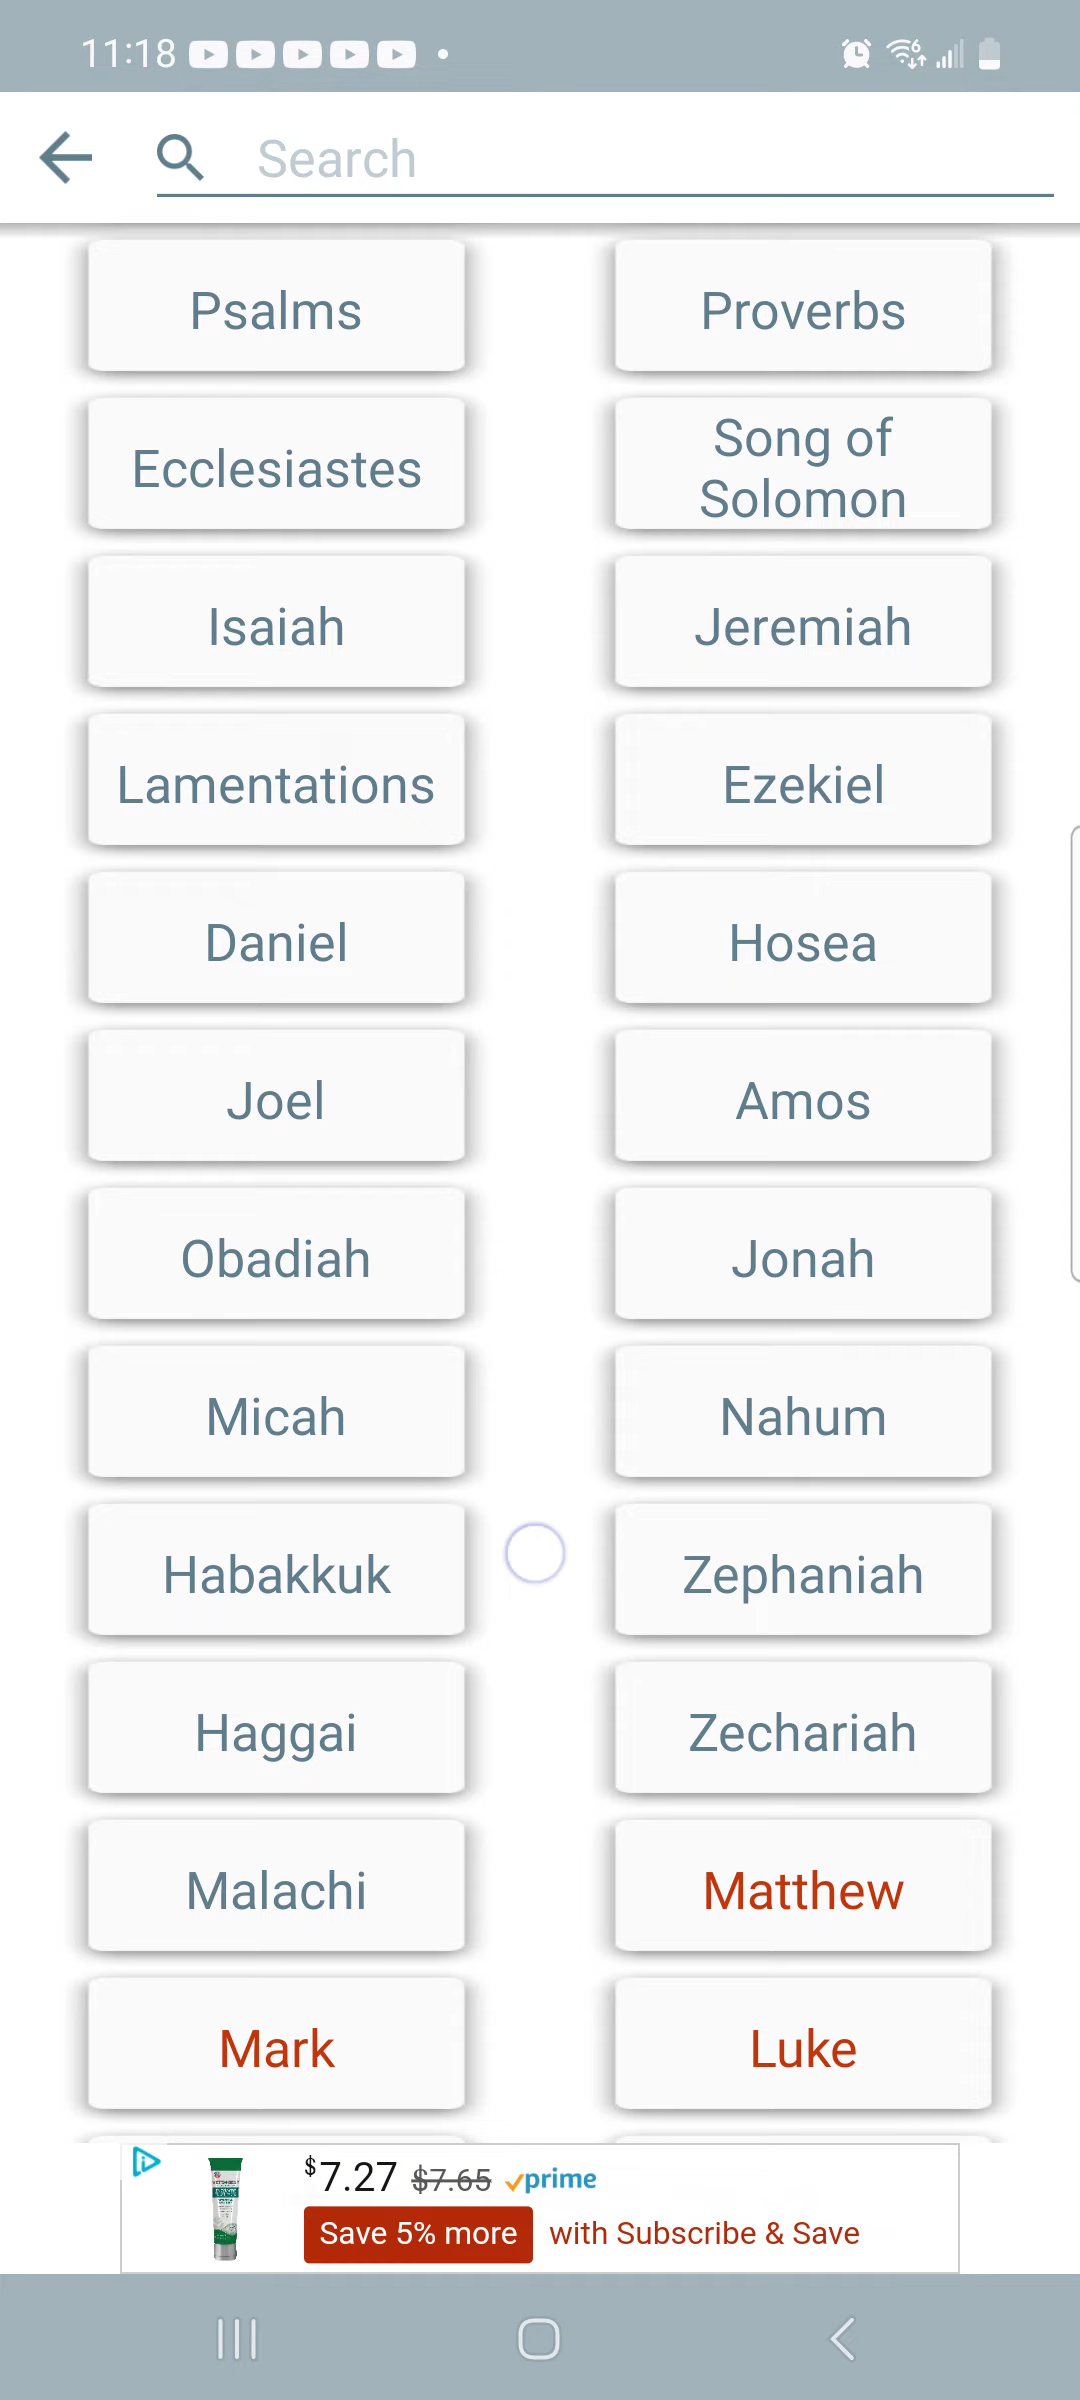 11:18
Search
Psalms
Proverbs
Ecclesiastes
Song of
Solomon
Isaiah
Jeremiah
Lamentations
Ezekiel
Daniel
Hosea
Joel
Amos
Obadiah
Jonah
Micah
Nahum
Habakkuk
Zephaniah
Haggai
Zechariah
Malachi
Matthew
Mark
Luke
$7.27 $7.65 prime
Save 5% more with Subscribe & Save